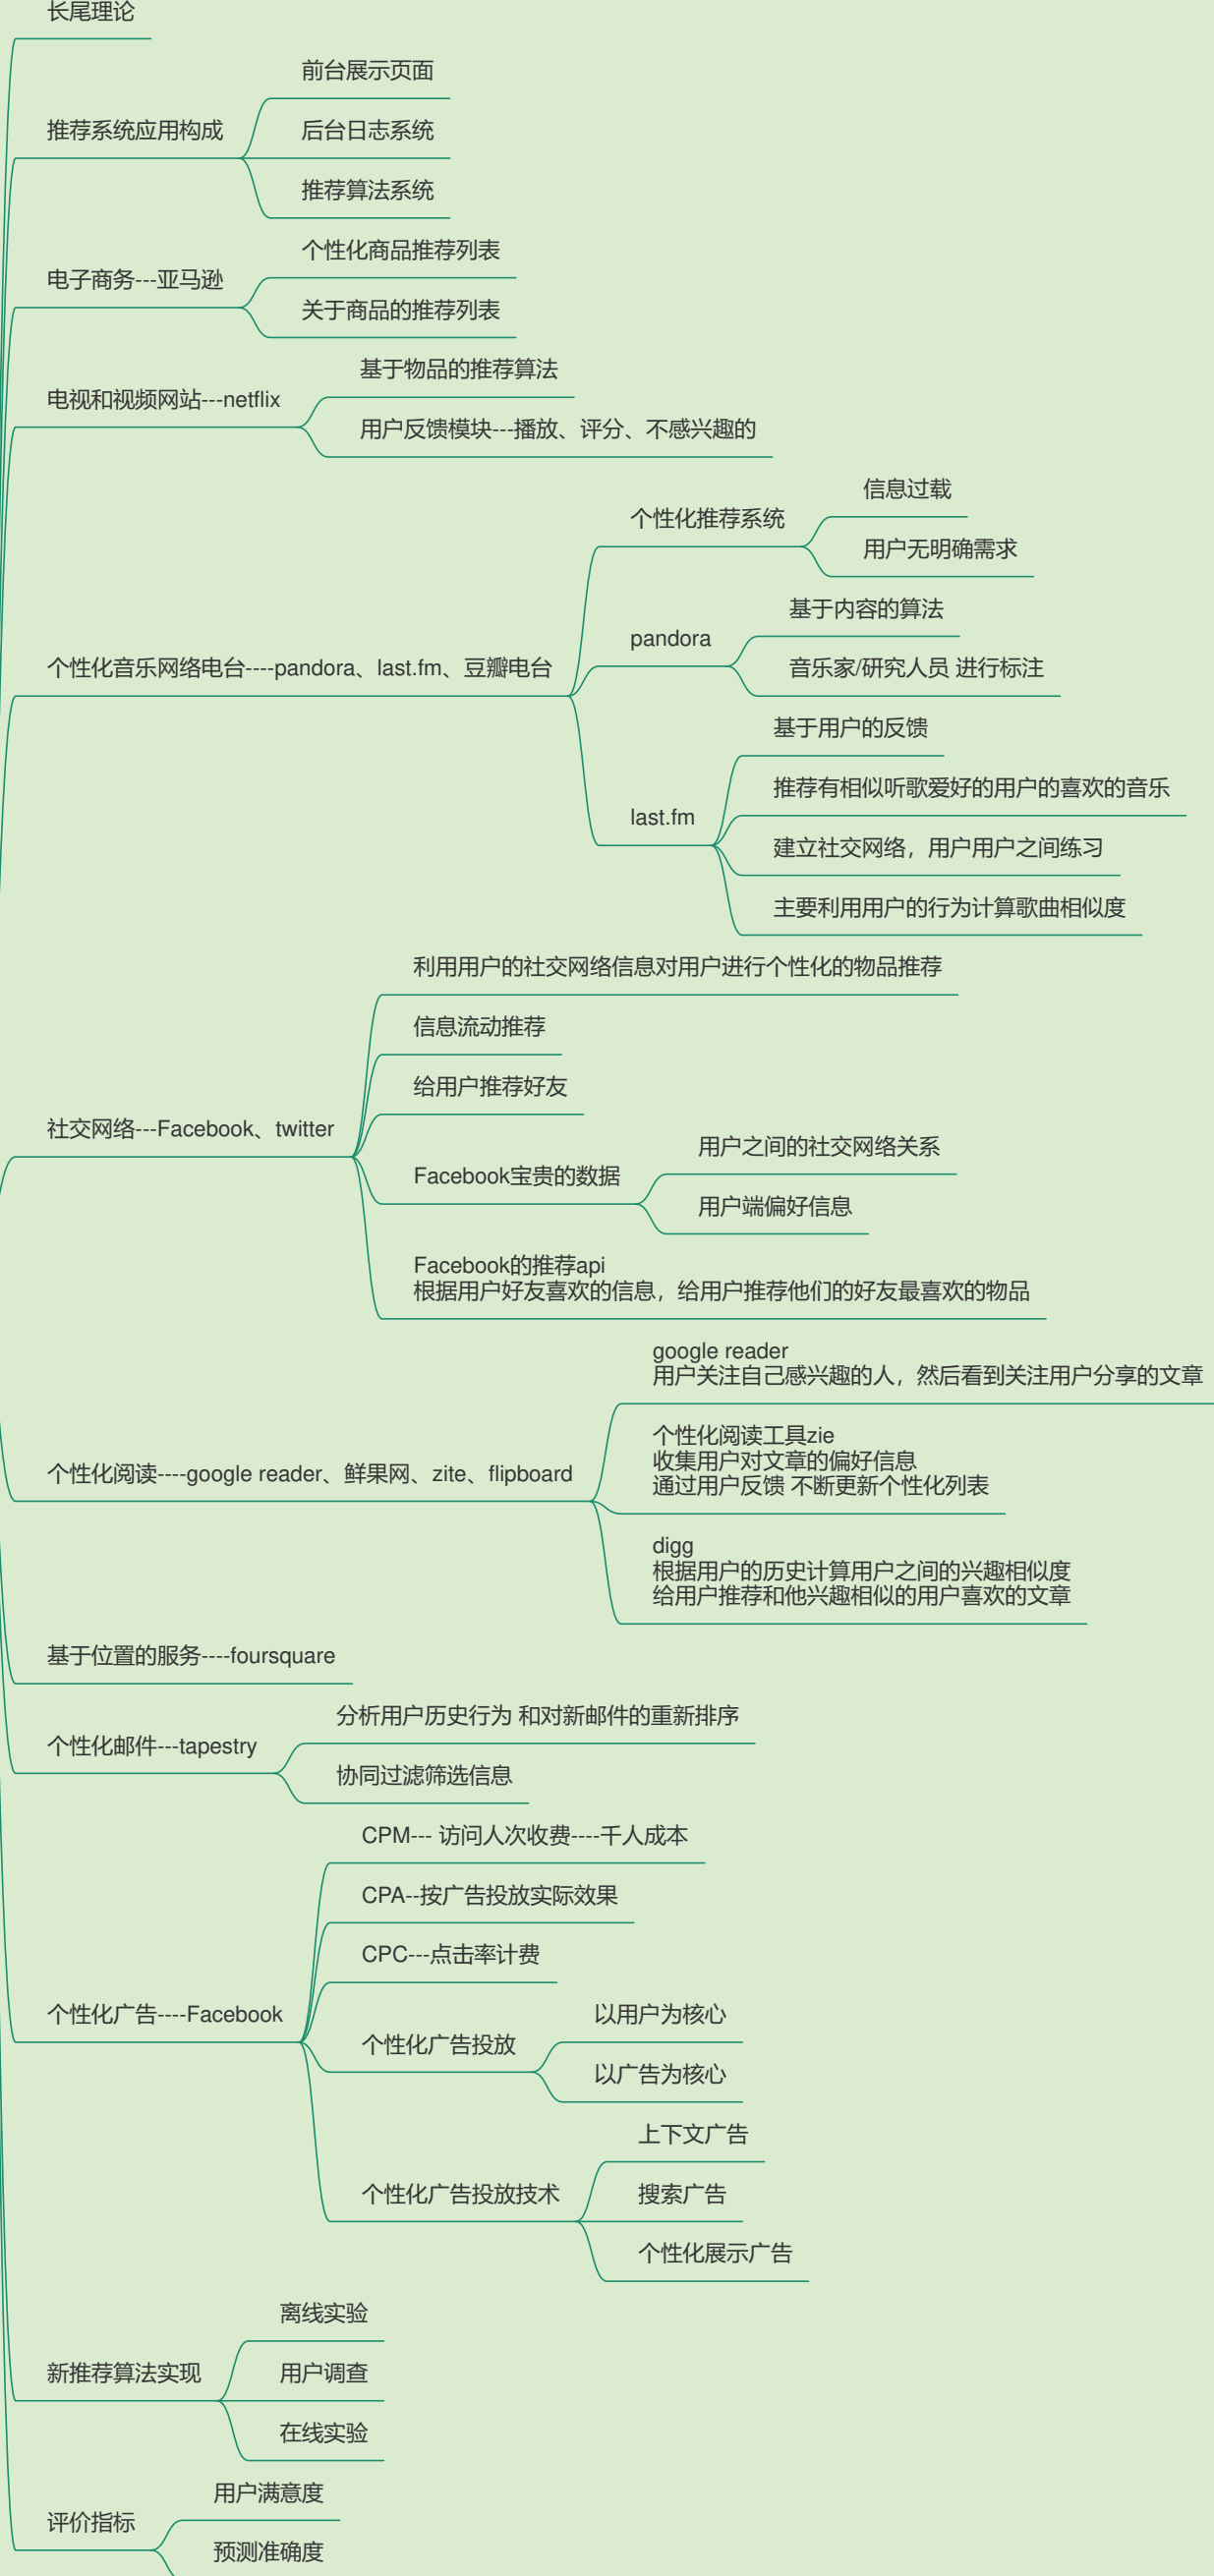 长尾理论
推荐系统应用构成
前台展示页面
后台日志系统
推荐算法系统
电子商务---亚马逊
个性化商品推荐列表
关于商品的推荐列表
电视和视频网站---netflix
基于物品的推荐算法
用户反馈模块---播放、评分、不感兴趣的
个性化音乐网络电台----pandora、last.fm、豆瓣电台
个性化推荐系统
信息过载
用户无明确需求
pandora
基于内容的算法
音乐家/研究人员 进行标注
last.fm
基于用户的反馈
推荐有相似听歌爱好的用户的喜欢的音乐
建立社交网络，用户用户之间练习
主要利用用户的行为计算歌曲相似度
社交网络---Facebook、twitter
利用用户的社交网络信息对用户进行个性化的物品推荐
信息流动推荐
给用户推荐好友
Facebook宝贵的数据
用户之间的社交网络关系
用户端偏好信息
Facebook的推荐api
根据用户好友喜欢的信息，给用户推荐他们的好友最喜欢的物品
个性化阅读----google reader、鲜果网、zite、flipboard
google reader
用户关注自己感兴趣的人，然后看到关注用户分享的文章
个性化阅读工具zie
收集用户对文章的偏好信息
通过用户反馈 不断更新个性化列表
digg
根据用户的历史计算用户之间的兴趣相似度
给用户推荐和他兴趣相似的用户喜欢的文章
基于位置的服务----foursquare
个性化邮件---tapestry
分析用户历史行为 和对新邮件的重新排序
协同过滤筛选信息
个性化广告----Facebook
CPM--- 访问人次收费----千人成本
CPA--按广告投放实际效果
CPC---点击率计费
个性化广告投放
以用户为核心
以广告为核心
个性化广告投放技术
上下文广告
搜索广告
个性化展示广告
新推荐算法实现
离线实验
用户调查
在线实验
评价指标
用户满意度
预测准确度